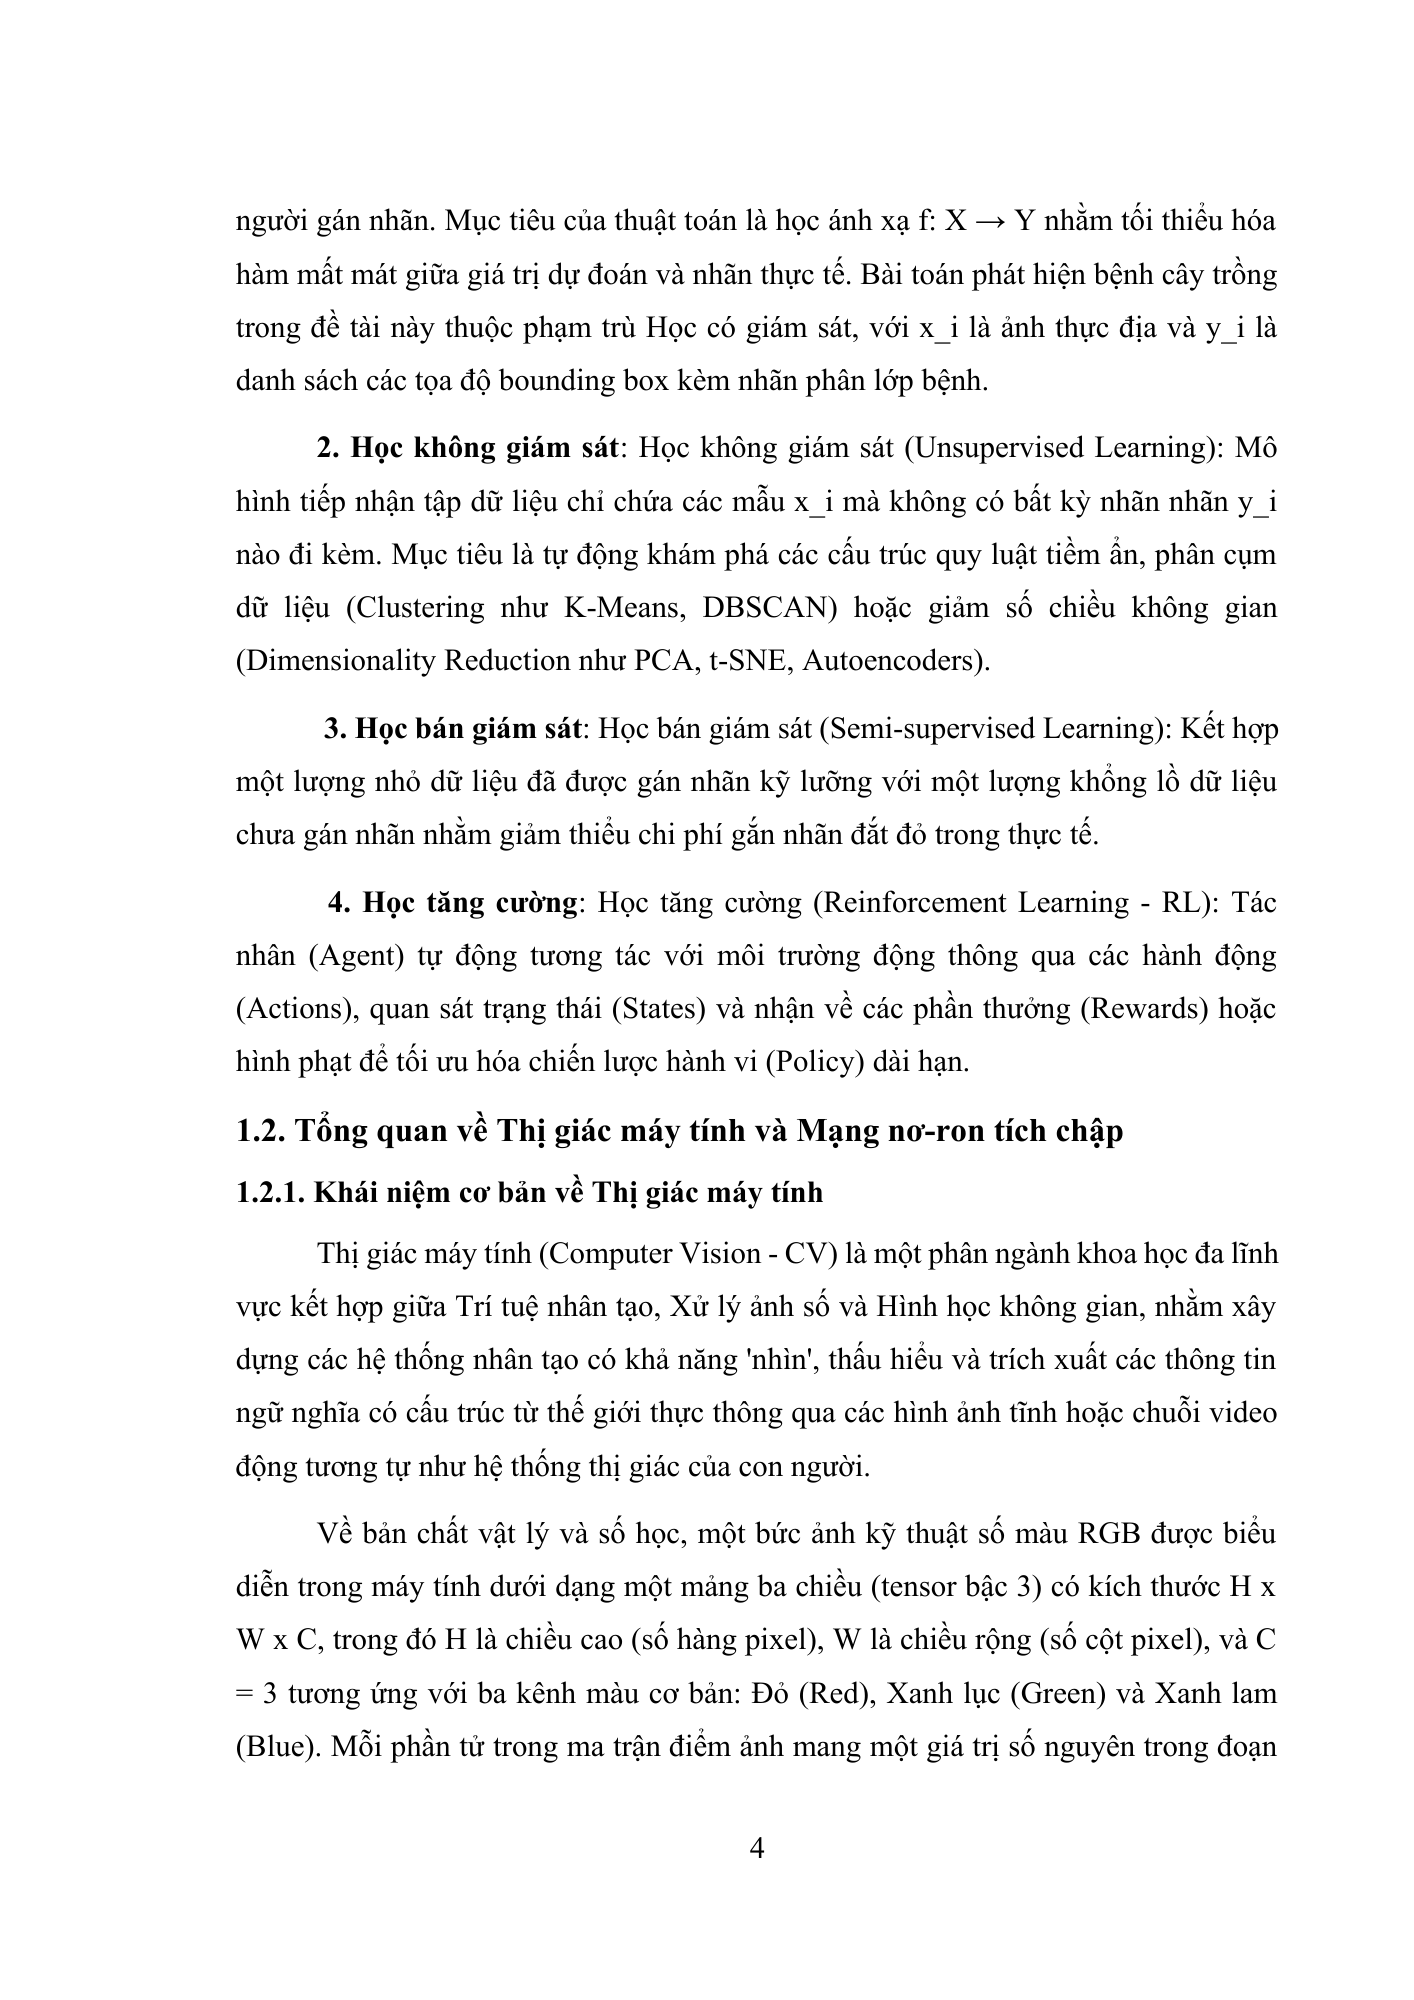 người gán nhãn. Mục tiêu của thuật toán là học ánh xạ f: X → Y nhằm tối thiểu hóa
hàm mất mát giữa giá trị dự đoán và nhãn thực tế. Bài toán phát hiện bệnh cây trồng
trong đề tài này thuộc phạm trù Học có giám sát, với x_i là ảnh thực địa và y_i là
danh sách các tọa độ bounding box kèm nhãn phân lớp bệnh.
2. Học không giám sát: Học không giám sát (Unsupervised Learning): Mô
hình tiếp nhận tập dữ liệu chỉ chứa các mẫu x_i mà không có bất kỳ nhãn nhãn y_i
nào đi kèm. Mục tiêu là tự động khám phá các cấu trúc quy luật tiềm ẩn, phân cụm
dữ liệu (Clustering như K-Means, DBSCAN) hoặc giảm số chiều không gian
(Dimensionality Reduction như PCA, t-SNE, Autoencoders).
3. Học bán giám sát: Học bán giám sát (Semi-supervised Learning): Kết hợp
một lượng nhỏ dữ liệu đã được gán nhãn kỹ lưỡng với một lượng khổng lồ dữ liệu
chưa gán nhãn nhằm giảm thiểu chi phí gắn nhãn đắt đỏ trong thực tế.
4. Học tăng cường: Học tăng cường (Reinforcement Learning - RL): Tác
nhân (Agent) tự động tương tác với môi trường động thông qua các hành động
(Actions), quan sát trạng thái (States) và nhận về các phần thưởng (Rewards) hoặc
hình phạt để tối ưu hóa chiến lược hành vi (Policy) dài hạn.
1.2. Tổng quan về Thị giác máy tính và Mạng nơ-ron tích chập
1.2.1. Khái niệm cơ bản về Thị giác máy tính
Thị giác máy tính (Computer Vision - CV) là một phân ngành khoa học đa lĩnh
vực kết hợp giữa Trí tuệ nhân tạo, Xử lý ảnh số và Hình học không gian, nhằm xây
dựng các hệ thống nhân tạo có khả năng 'nhìn', thấu hiểu và trích xuất các thông tin
ngữ nghĩa có cấu trúc từ thế giới thực thông qua các hình ảnh tĩnh hoặc chuỗi video
động tương tự như hệ thống thị giác của con người.
Về bản chất vật lý và số học, một bức ảnh kỹ thuật số màu RGB được biểu
diễn trong máy tính dưới dạng một mảng ba chiều (tensor bậc 3) có kích thước H x
W x C, trong đó H là chiều cao (số hàng pixel), W là chiều rộng (số cột pixel), và C
= 3 tương ứng với ba kênh màu cơ bản: Đỏ (Red), Xanh lục (Green) và Xanh lam
(Blue). Mỗi phần tử trong ma trận điểm ảnh mang một giá trị số nguyên trong đoạn
4